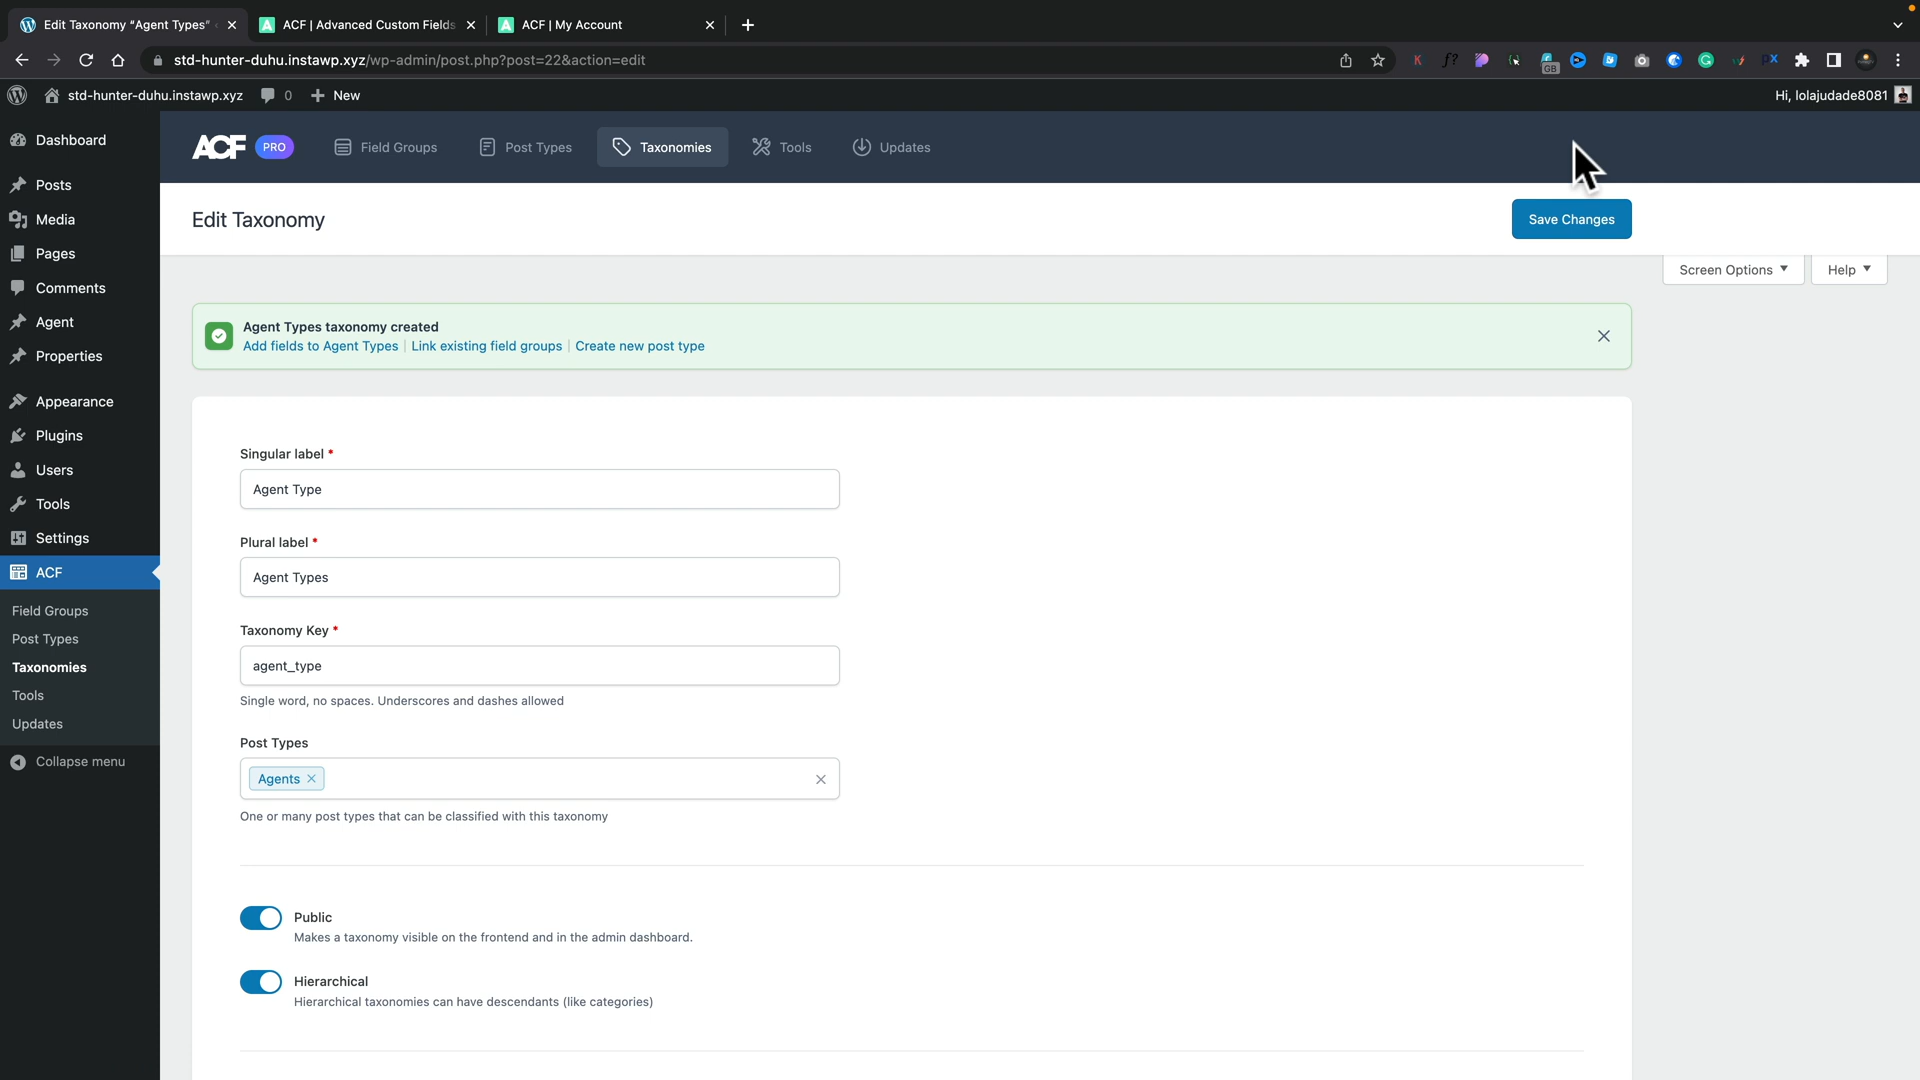 Edit Taxonomy “Agent Types”
ACF | Advanced Custom Fields
ACF | My Account
std-hunter-duhu.instawp.xyz/wp-admin/post.php?post=22&action=edit
std-hunter-duhu.instawp.xyz
0
New
Hi, lolajudade8081
ACF PRO
Field Groups
Post Types
Taxonomies
Tools
Updates
Edit Taxonomy
Save Changes
Screen Options
Help
Dashboard
Posts
Media
Pages
Comments
Agent
Properties
Appearance
Plugins
Users
Tools
Settings
ACF
Field Groups
Post Types
Taxonomies
Tools
Updates
Collapse menu
Agent Types taxonomy created
Add fields to Agent Types | Link existing field groups | Create new post type
Singular label *
Agent Type
Plural label *
Agent Types
Taxonomy Key *
agent_type
Single word, no spaces. Underscores and dashes allowed
Post Types
Agents
One or many post types that can be classified with this taxonomy
Public
Makes a taxonomy visible on the frontend and in the admin dashboard.
Hierarchical
Hierarchical taxonomies can have descendants (like categories)